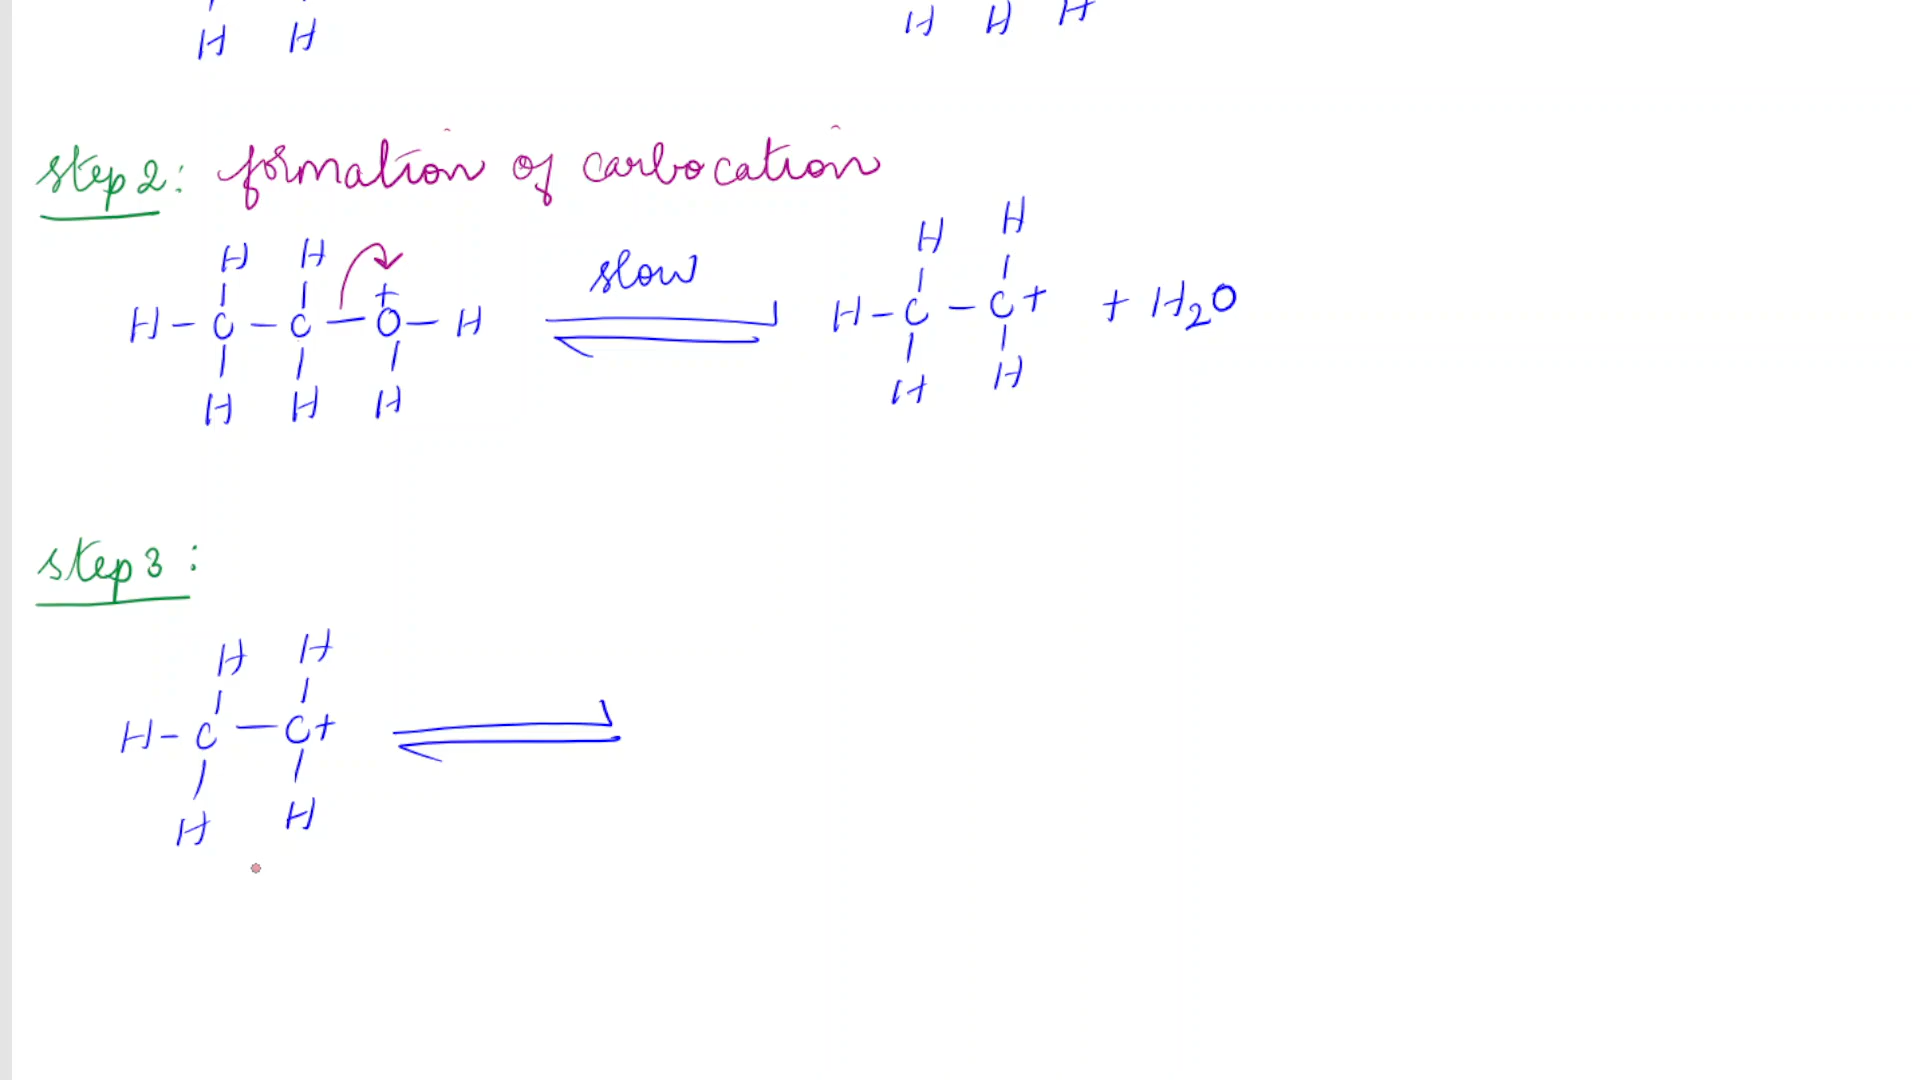 H H H H H
step 2: formation of carbocation
H H H H
H - C - C - O - H slow H - C - C + + H2O
+
H H H H H
step 3:
H H
H - C - C +
H H